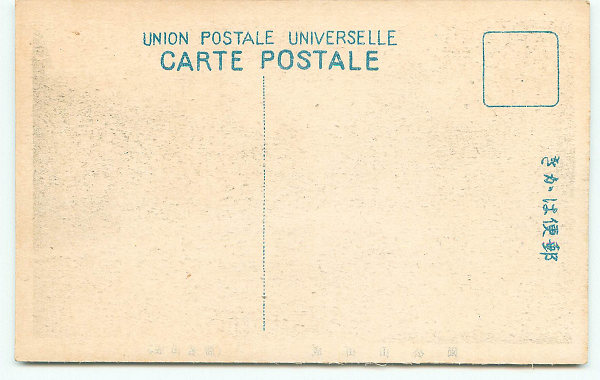 UNION POSTALE UNIVERSELLE
CARTE POSTALE
きかは便郵